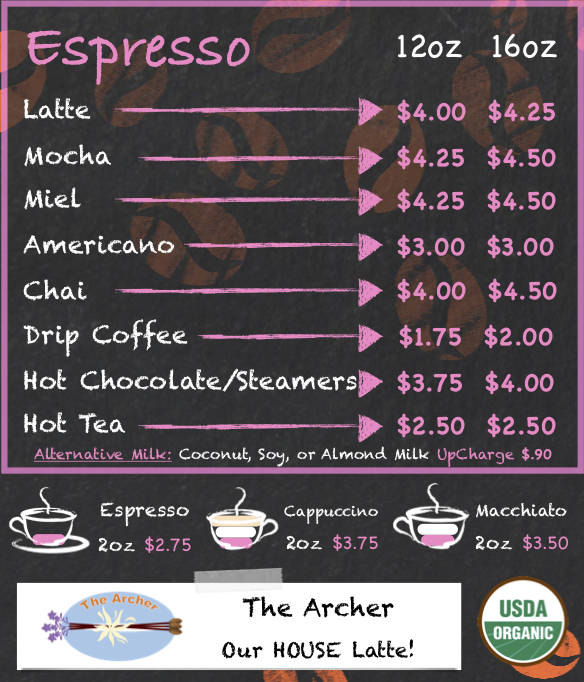 Espresso 12oz 16oz
Latte $4.00 $4.25
Mocha $4.25 $4.50
Miel $4.25 $4.50
Americano $3.00 $3.00
Chai $4.00 $4.50
Drip Coffee $1.75 $2.00
Hot Chocolate/Steamers $3.75 $4.00
Hot Tea $2.50 $2.50
Alternative Milk: Coconut, Soy, or Almond Milk UpCharge $.90
Espresso
2oz $2.75
Cappuccino
2oz $3.75
Macchiato
2oz $3.50
The Archer
The Archer
Our HOUSE Latte!
USDA
ORGANIC